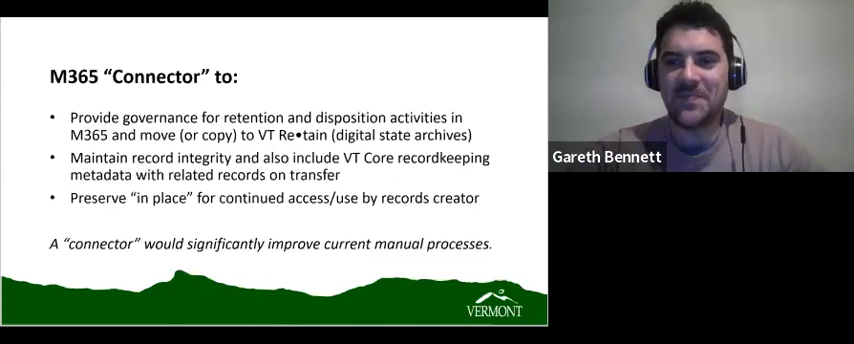 M365 “Connector” to:
• Provide governance for retention and disposition activities in
M365 and move (or copy) to VT Re•tain (digital state archives)
• Maintain record integrity and also include VT Core recordkeeping
metadata with related records on transfer
• Preserve “in place” for continued access/use by records creator
A “connector” would significantly improve current manual processes.
VERMONT
Gareth Bennett